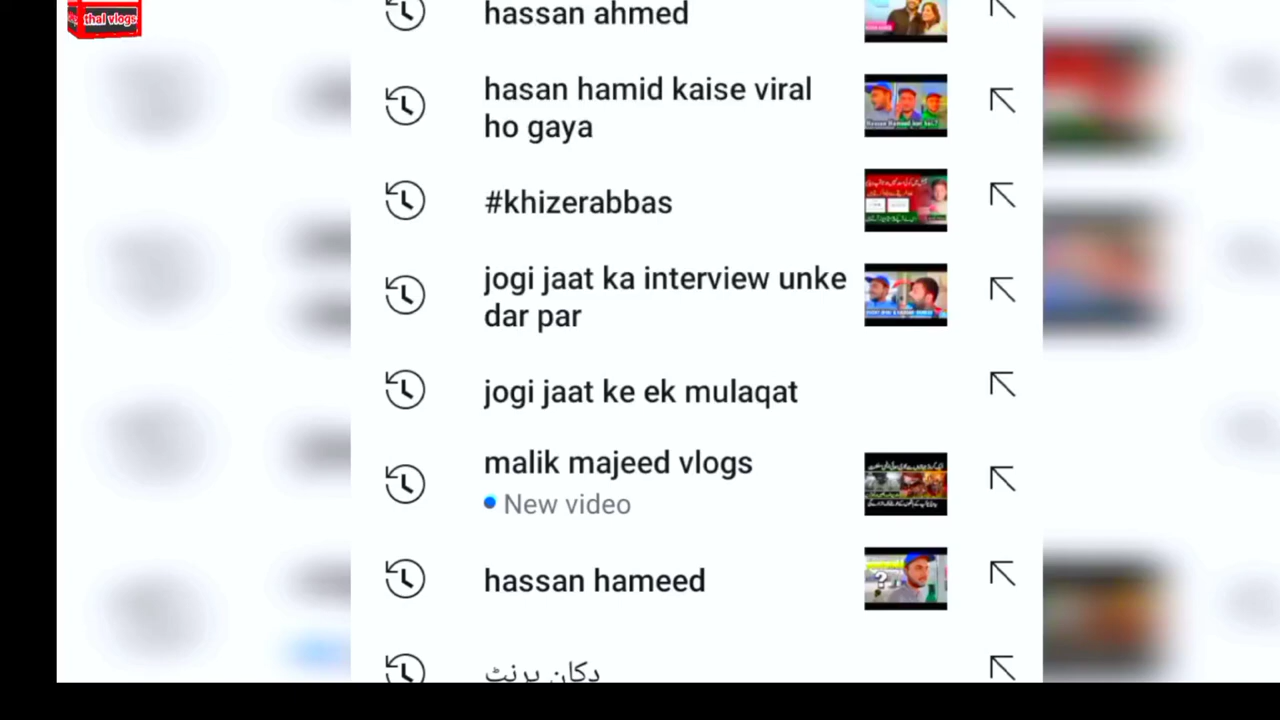 thal vlogs
hassan ahmed
hasan hamid kaise viral
ho gaya
#khizerabbas
jogi jaat ka interview unke
dar par
jogi jaat ke ek mulaqat
malik majeed vlogs
New video
hassan hameed
?
دکان پرنٹ